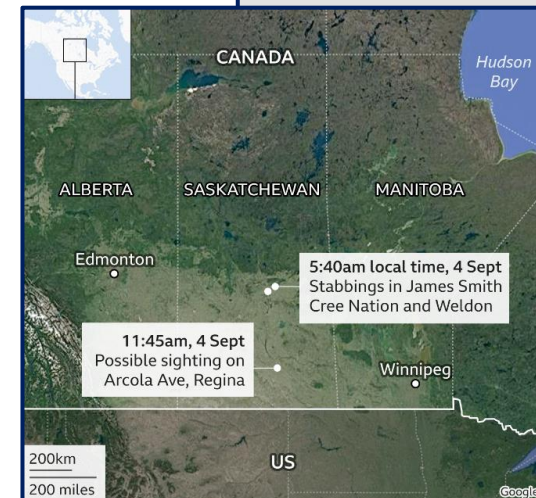 CANADA
Hudson
Bay
ALBERTA
SASKATCHEWAN
MANITOBA
Edmonton
5:40am local time, 4 Sept
Stabbings in James Smith
Cree Nation and Weldon
11:45am, 4 Sept
Possible sighting on
Arcola Ave, Regina
Winnipeg
200km
200 miles
US
Google